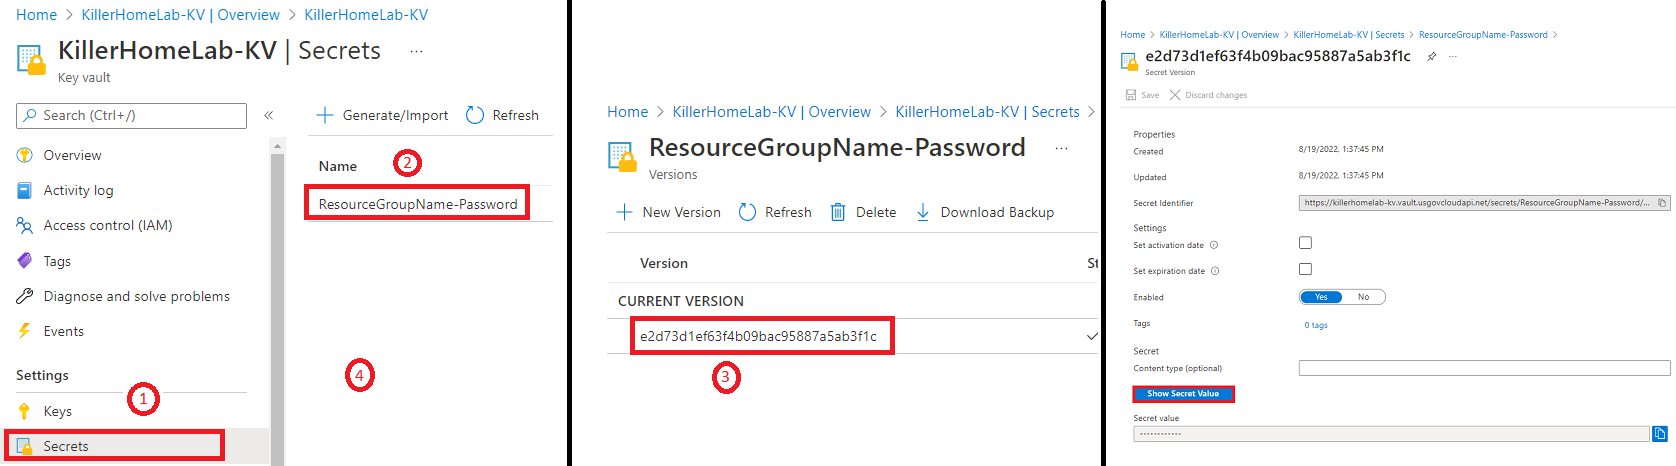 Home > KillerHomeLab-KV | Overview > KillerHomeLab-KV
KillerHomeLab-KV | Secrets ...
Key vault
Search (Ctrl+/)
«
Overview
Activity log
Access control (IAM)
Tags
Diagnose and solve problems
Events
Settings
1
Keys
Secrets
Generate/Import
Refresh
Name
2
ResourceGroupName-Password
4
Home > KillerHomeLab-KV | Overview > KillerHomeLab-KV | Secrets >
ResourceGroupName-Password ...
Versions
New Version
Refresh
Delete
Download Backup
Version
St
CURRENT VERSION
e2d73d1ef63f4b09bac95887a5ab3f1c
3
Home > KillerHomeLab-KV | Overview > KillerHomeLab-KV | Secrets > ResourceGroupName-Password >
e2d73d1ef63f4b09bac95887a5ab3f1c ...
Secret Version
Save
Discard changes
Properties
Created
8/19/2022, 1:37:45 PM
Updated
8/19/2022, 1:37:45 PM
Secret Identifier
https://killerhomelab-kv.vault.usgovcloudapi.net/secrets/ResourceGroupName-Password/...
Settings
Set activation date
Set expiration date
Enabled
Yes
No
Tags
0 tags
Secret
Content type (optional)
Show Secret Value
Secret value
············